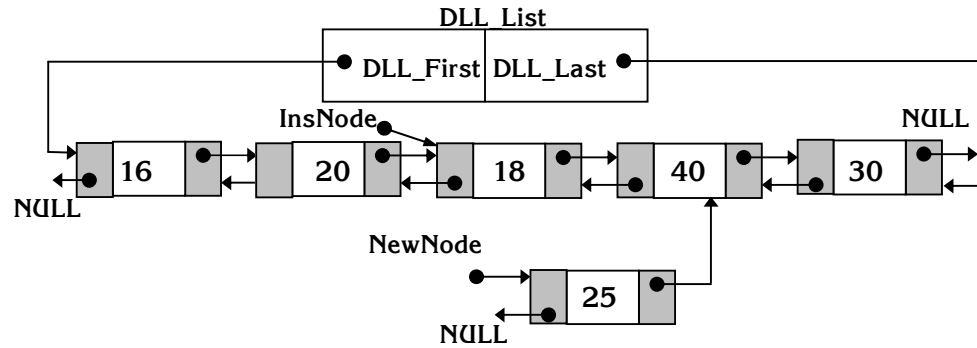 DLL_List
DLL_First DLL_Last
InsNode
NULL
16 20 18 40 30
NULL
NewNode
25
NULL